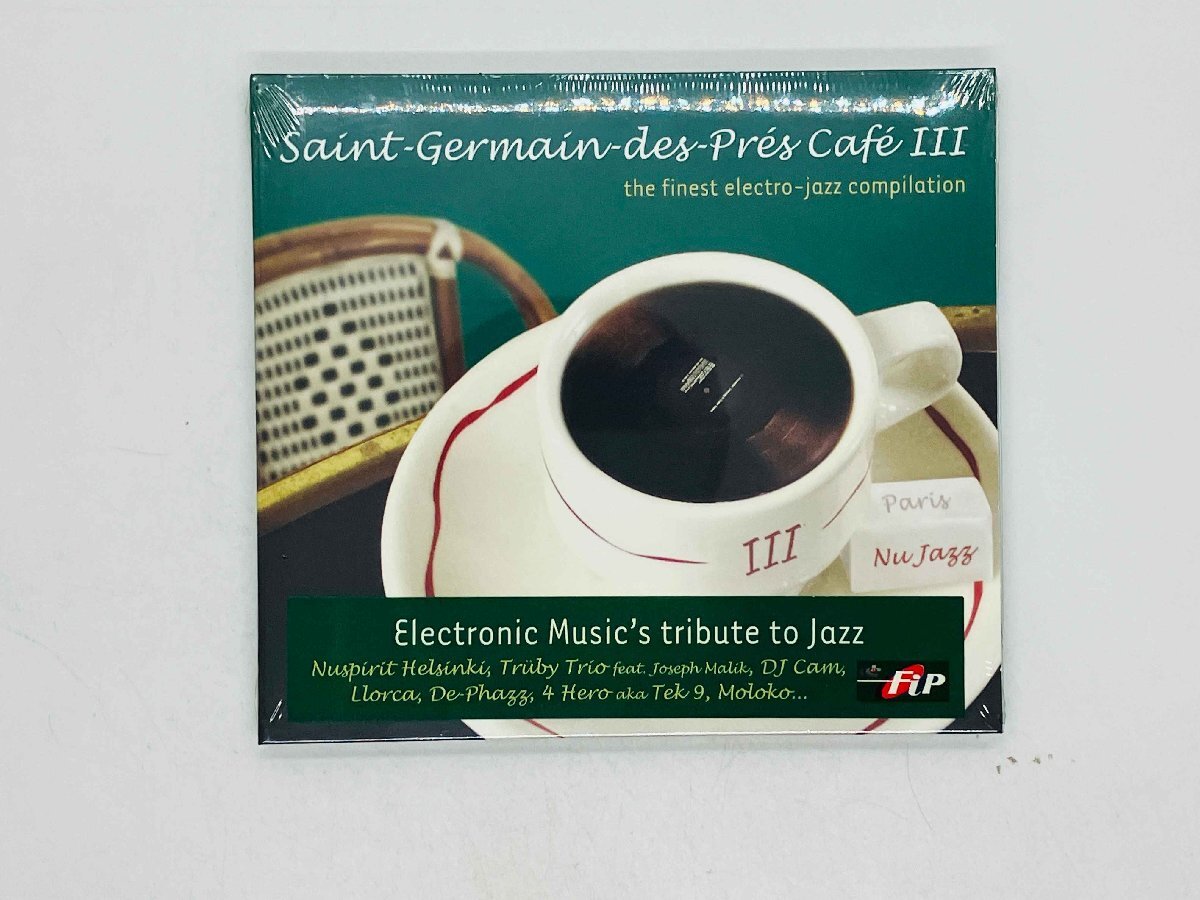 Saint-Germain-des-Prés Café III
the finest electro-jazz compilation
III
Paris
Nu Jazz
Electronic Music's tribute to Jazz
Nuspirit Helsinki, Trüby Trio feat. Joseph Malik, DJ Cam,
Llorca, De-Phazz, 4 Hero aka Tek 9, Moloko...
FiP